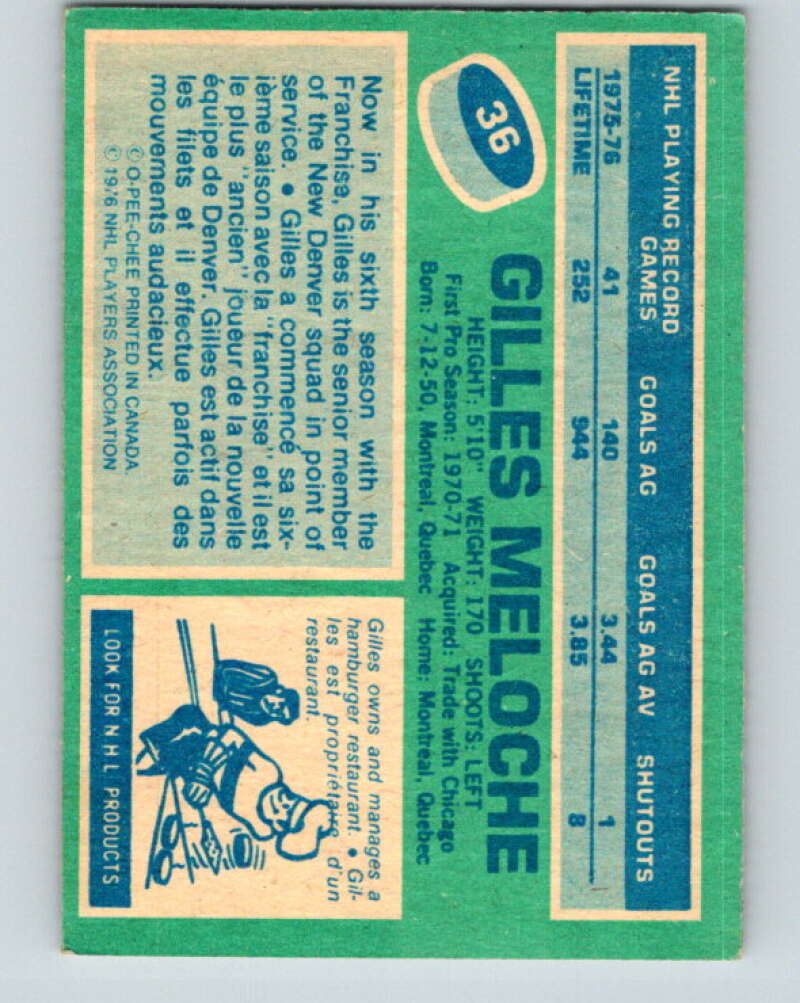 36
GILLES MELOCHE
HEIGHT: 5'10" WEIGHT: 170 SHOOTS: LEFT
First Pro Season: 1970-71 Acquired: Trade with Chicago
Born: 7-12-50, Montreal, Quebec Home: Montreal, Quebec
NHL PLAYING RECORD
GAMES GOALS AG GOALS AG AV SHUTOUTS
1975-76 41 140 3.44 1
LIFETIME 252 944 3.85 8
Now in his sixth season with the
Franchise, Gilles is the senior member
of the New Denver squad in point of
service. • Gilles a commencé sa six-
ième saison avec la "franchise" et il est
le plus "ancien" joueur de la nouvelle
équipe de Denver. Gilles est actif dans
les filets et il effectue parfois des
mouvements audacieux.
© O-PEE-CHEE PRINTED IN CANADA.
© 1976 NHL PLAYERS ASSOCIATION
Gilles owns and manages a
hamburger restaurant. • Gil-
les est propriétaire d'un
restaurant.
LOOK FOR N H L PRODUCTS